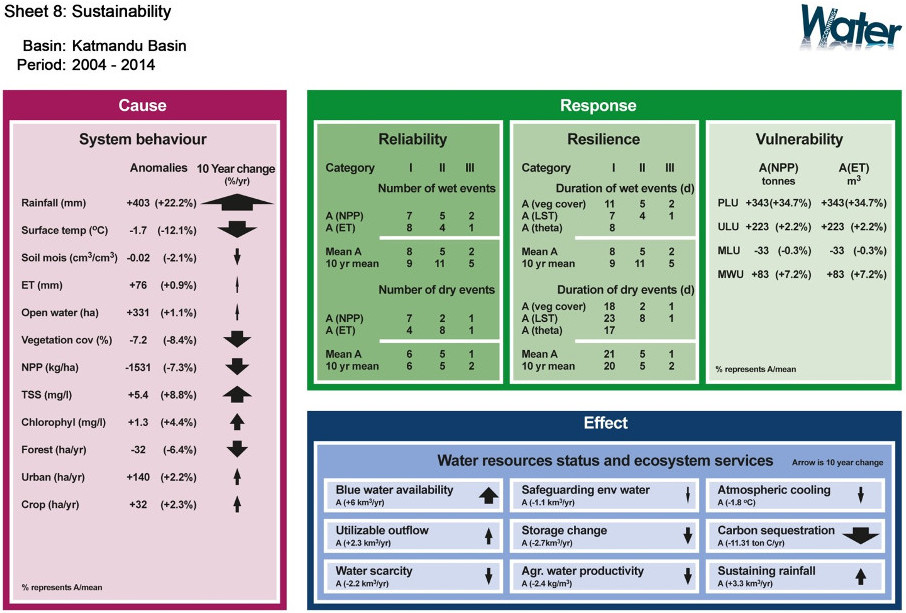 Sheet 8: Sustainability
Water
Basin: Katmandu Basin
Period: 2004 - 2014
Cause
System behaviour
Anomalies 10 Year change
(%/yr)
Rainfall (mm) +403 (+22.2%)
Surface temp (ºC) -1.7 (-12.1%)
Soil mois (cm³/cm³) -0.02 (-2.1%)
ET (mm) +76 (+0.9%)
Open water (ha) +331 (+1.1%)
Vegetation cov (%) -7.2 (-8.4%)
NPP (kg/ha) -1531 (-7.3%)
TSS (mg/l) +5.4 (+8.8%)
Chlorophyl (mg/l) +1.3 (+4.4%)
Forest (ha/yr) -32 (-6.4%)
Urban (ha/yr) +140 (+2.2%)
Crop (ha/yr) +32 (+2.3%)
% represents A/mean
Response
Reliability
Category I II III
Number of wet events
A (NPP) 7 5 2
A (ET) 8 4 1
Mean A 8 5 2
10 yr mean 9 11 5
Number of dry events
A (NPP) 7 2 1
A (ET) 4 8 1
Mean A 6 5 1
10 yr mean 6 5 2
Resilience
Category I II III
Duration of wet events (d)
A (veg cover) 11 5 2
A (LST) 7 4 1
A (theta) 8
Mean A 8 5 2
10 yr mean 9 11 5
Duration of dry events (d)
A (veg cover) 18 2 1
A (LST) 23 8 1
A (theta) 17
Mean A 21 5 1
10 yr mean 20 5 2
Vulnerability
A(NPP) A(ET)
tonnes m³
PLU +343(+34.7%) +343(+34.7%)
ULU +223 (+2.2%) +223 (+2.2%)
MLU -33 (-0.3%) -33 (-0.3%)
MWU +83 (+7.2%) +83 (+7.2%)
% represents A/mean
Effect
Water resources status and ecosystem services Arrow is 10 year change
Blue water availability
A (+6 km³/yr)
Safeguarding env water
A (-1.1 km³/yr)
Atmospheric cooling
A (-1.8 ºC)
Utilizable outflow
A (+2.3 km³/yr)
Storage change
A (-2.7km³/yr)
Carbon sequestration
A (-11.31 ton C/yr)
Water scarcity
A (-2.2 km³/yr)
Agr. water productivity
A (-2.4 kg/m³)
Sustaining rainfall
A (+3.3 km³/yr)